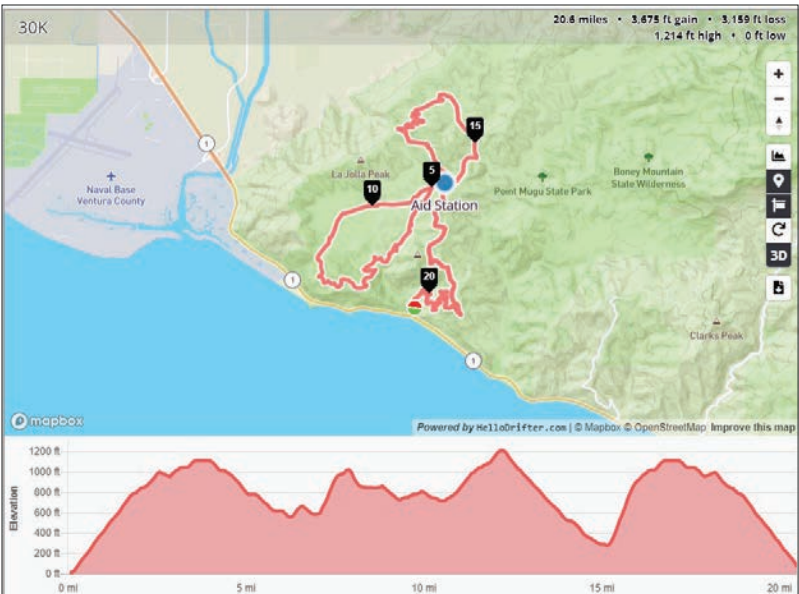 30K
20.6 miles • 3,675 ft gain • 3,159 ft loss
1,214 ft high • 0 ft low
15
1
5
La Jolla Peak
10
Naval Base
Ventura County
Aid Station
Point Mugu State Park
Boney Mountain
State Wilderness
3D
1
20
Clarks Peak
1
mapbox
Powered by HelloDrifter.com | © Mapbox © OpenStreetMap Improve this map
Elevation
1200 ft
1000 ft
800 ft
600 ft
400 ft
200 ft
0 ft
0 mi
5 mi
10 mi
15 mi
20 mi